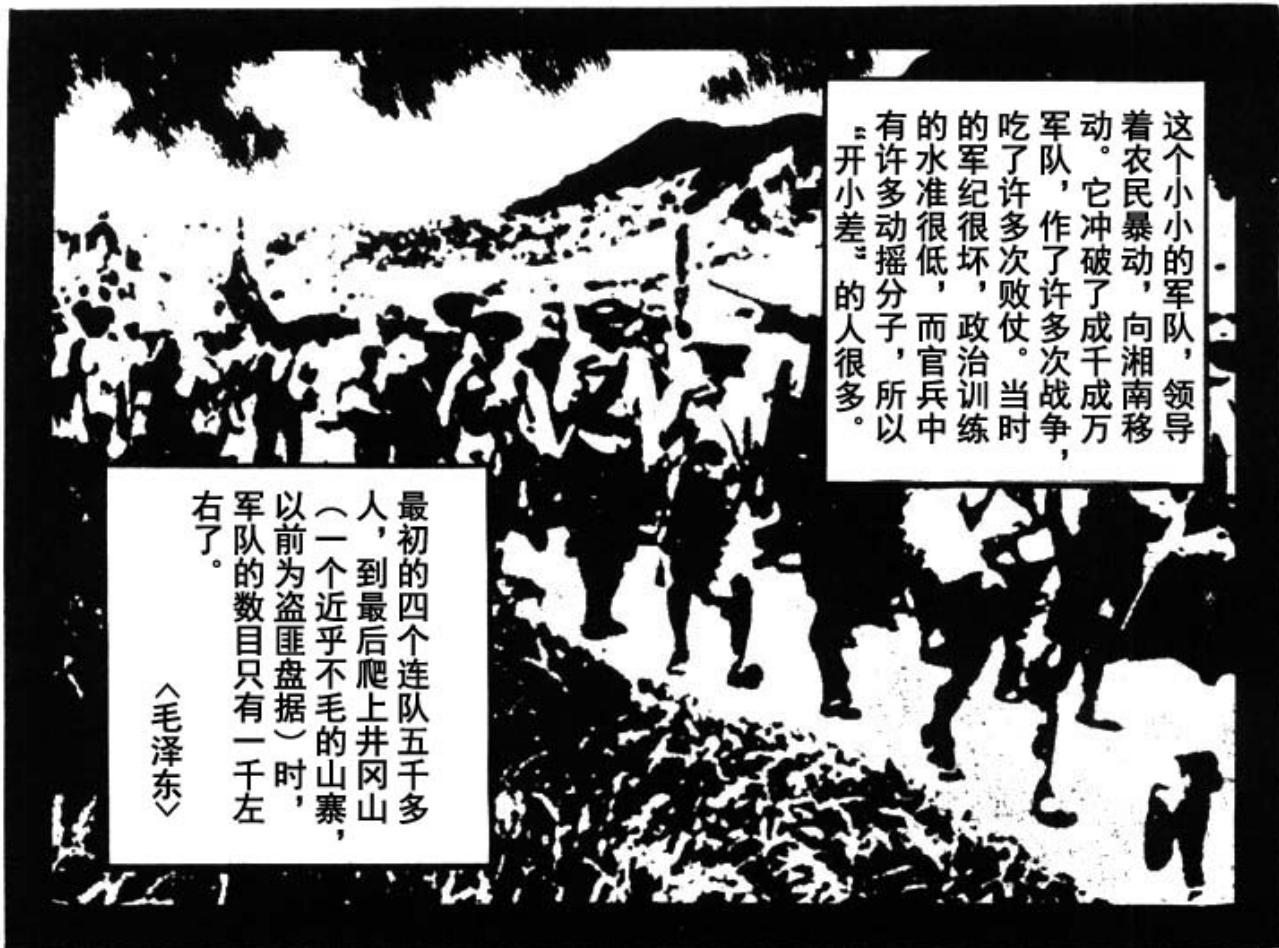 这个小小的军队，领导
着农民暴动，向湘南移
动。它冲破了成千成万
军队，作了许多次战争，
吃了许多次败仗。当时
的军纪很坏，政治训练
的水准很低，而官兵中
有许多动摇分子，所以
“开小差”的人很多。
最初的四个连队五千多
人，到最后爬上井冈山
（一个近乎不毛的山寨，
以前为盗匪盘据）时，
军队的数目只有一千左
右了。
〈毛泽东〉